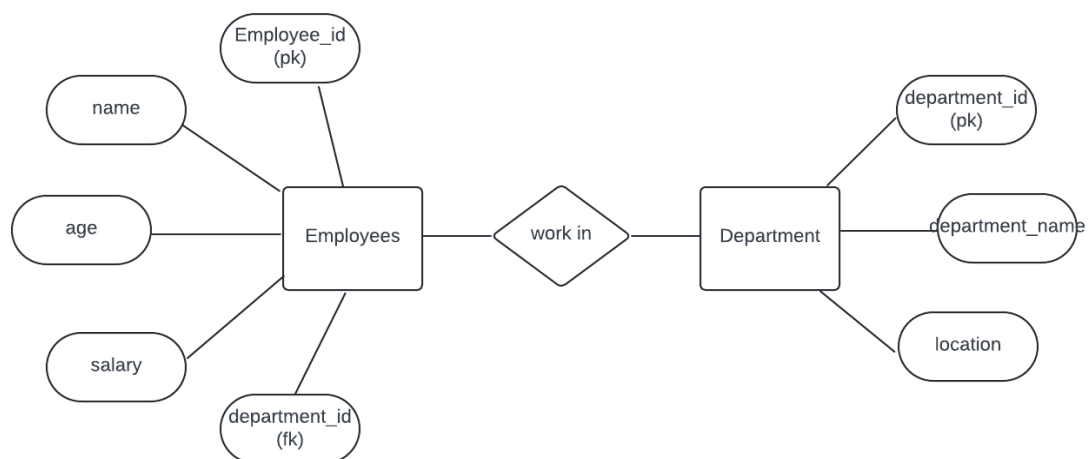 Employee_id
(pk)
name
age
salary
department_id
(fk)
Employees
work in
Department
department_id
(pk)
department_name
location